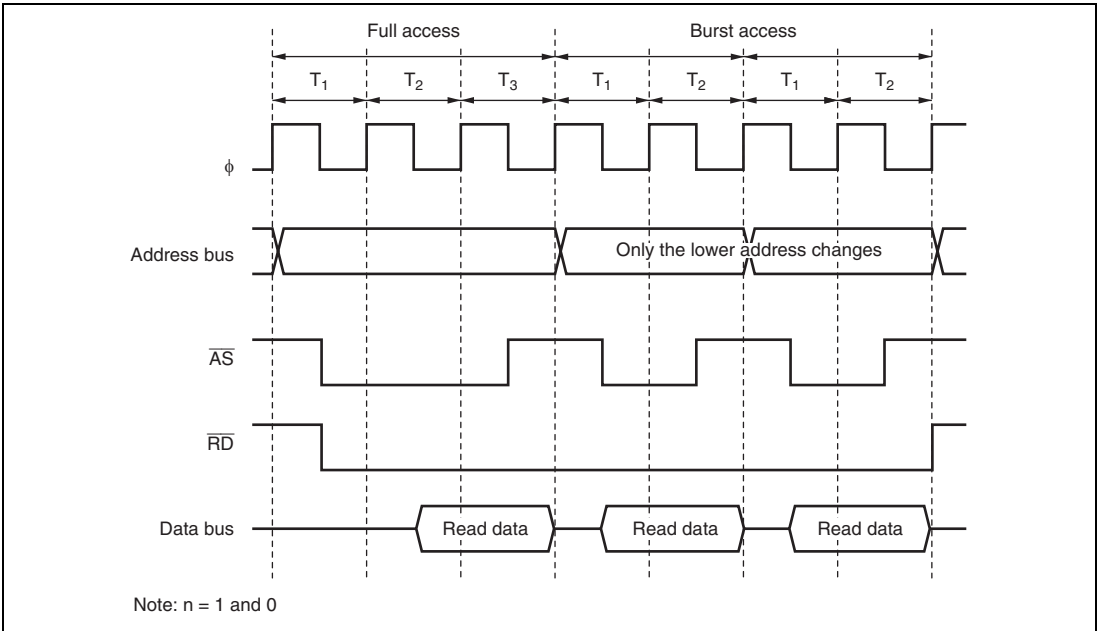 Full access Burst access
T1 T2 T3 T1 T2 T1 T2
ϕ
Address bus Only the lower address changes
AS
RD
Data bus Read data Read data Read data
Note: n = 1 and 0